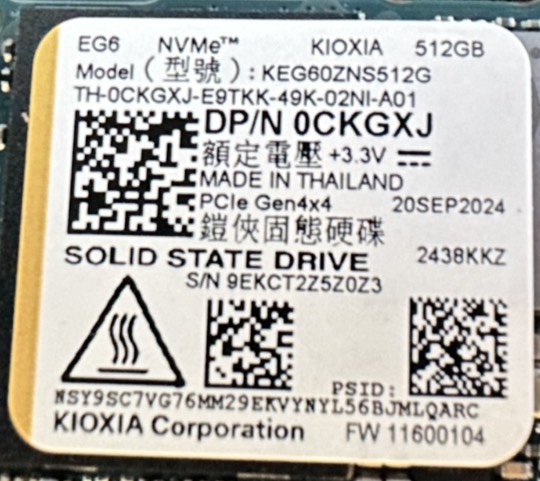 EG6 NVMe™ KIOXIA 512GB
Model (型號): KEG60ZNS512G
TH-0CKGXJ-E9TKK-49K-02NI-A01
DP/N 0CKGXJ
額定電壓 +3.3V
MADE IN THAILAND
PCIe Gen4x4 20SEP2024
鎧俠固態硬碟
SOLID STATE DRIVE 2438KKZ
S/N 9EKCT2Z5Z0Z3
PSID:
NSY9SC7VG76MM29EKVYNYL56BJMLQARC
KIOXIA Corporation FW 11600104